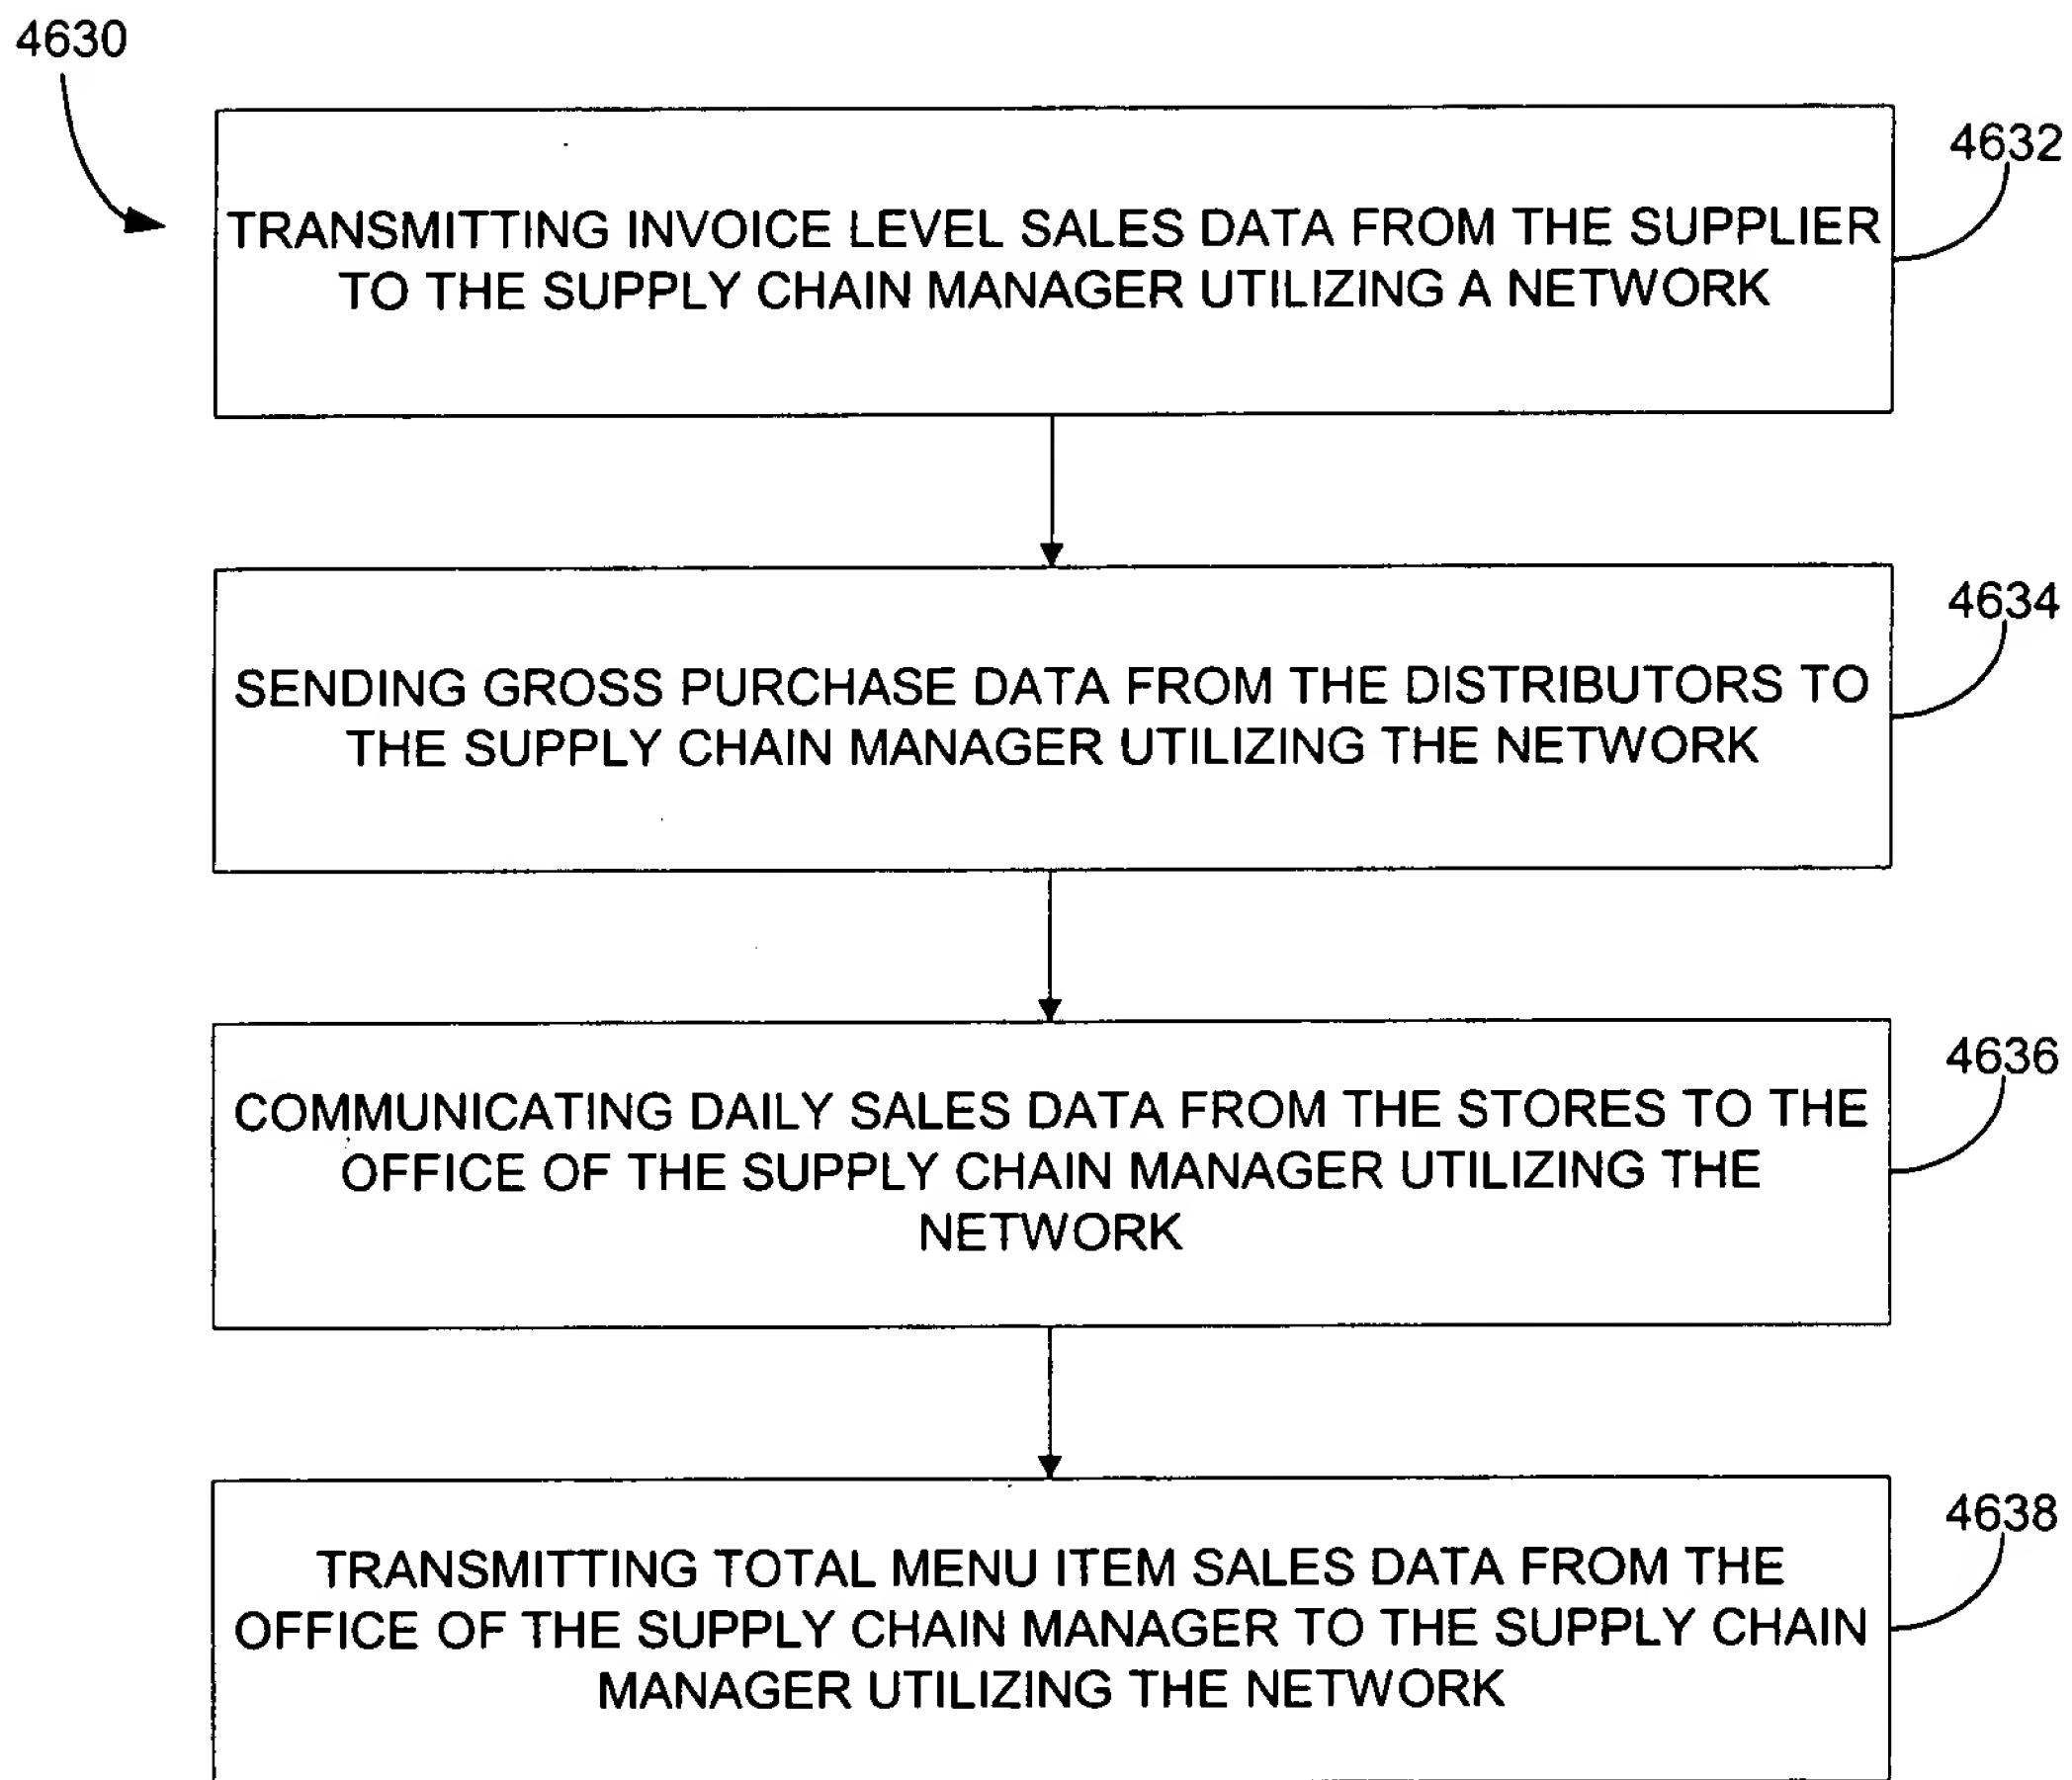 4630
4632
TRANSMITTING INVOICE LEVEL SALES DATA FROM THE SUPPLIER
TO THE SUPPLY CHAIN MANAGER UTILIZING A NETWORK
4634
SENDING GROSS PURCHASE DATA FROM THE DISTRIBUTORS TO
THE SUPPLY CHAIN MANAGER UTILIZING THE NETWORK
4636
COMMUNICATING DAILY SALES DATA FROM THE STORES TO THE
OFFICE OF THE SUPPLY CHAIN MANAGER UTILIZING THE
NETWORK
4638
TRANSMITTING TOTAL MENU ITEM SALES DATA FROM THE
OFFICE OF THE SUPPLY CHAIN MANAGER TO THE SUPPLY CHAIN
MANAGER UTILIZING THE NETWORK